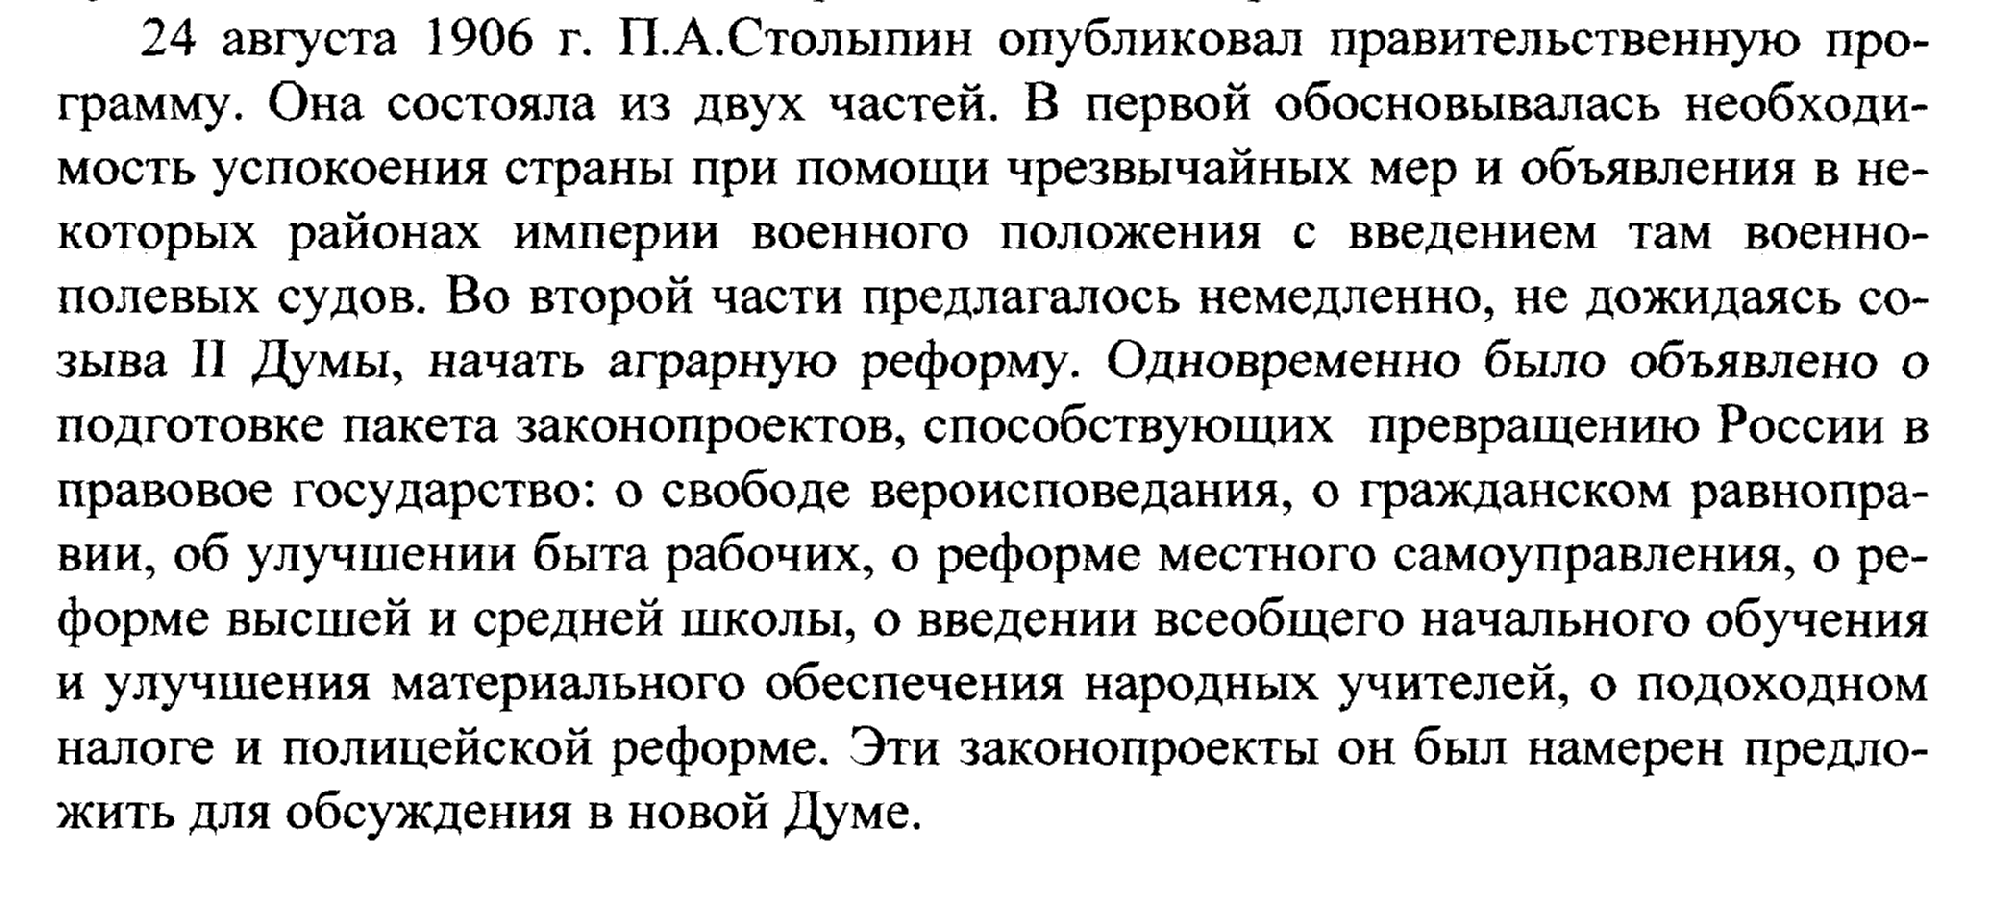 24 августа 1906 г. П.А.Столыпин опубликовал правительственную про-
грамму. Она состояла из двух частей. В первой обосновывалась необходи-
мость успокоения страны при помощи чрезвычайных мер и объявления в не-
которых районах империи военного положения с введением там военно-
полевых судов. Во второй части предлагалось немедленно, не дожидаясь со-
зыва II Думы, начать аграрную реформу. Одновременно было объявлено о
подготовке пакета законопроектов, способствующих превращению России в
правовое государство: о свободе вероисповедания, о гражданском равнопра-
вии, об улучшении быта рабочих, о реформе местного самоуправления, о ре-
форме высшей и средней школы, о введении всеобщего начального обучения
и улучшения материального обеспечения народных учителей, о подоходном
налоге и полицейской реформе. Эти законопроекты он был намерен предло-
жить для обсуждения в новой Думе.